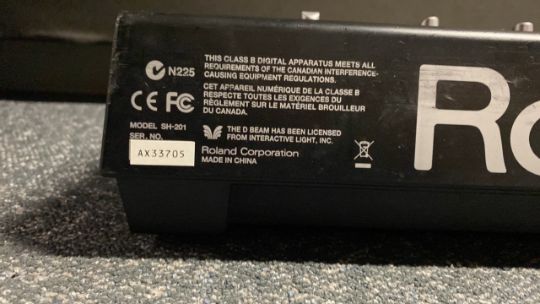 THIS CLASS B DIGITAL APPARATUS MEETS ALL
REQUIREMENTS OF THE CANADIAN INTERFERENCE-
CAUSING EQUIPMENT REGULATIONS.
N225
CET APPAREIL NUMÉRIQUE DE LA CLASSE B
RESPECTE TOUTES LES EXIGENCES DU
RÈGLEMENT SUR LE MATÉRIEL BROUILLEUR
DU CANADA.
CE FC
MODEL SH-201
SER. NO.
AX33705
THE D BEAM HAS BEEN LICENSED
FROM INTERACTIVE LIGHT, INC.
Roland Corporation
MADE IN CHINA
Ro